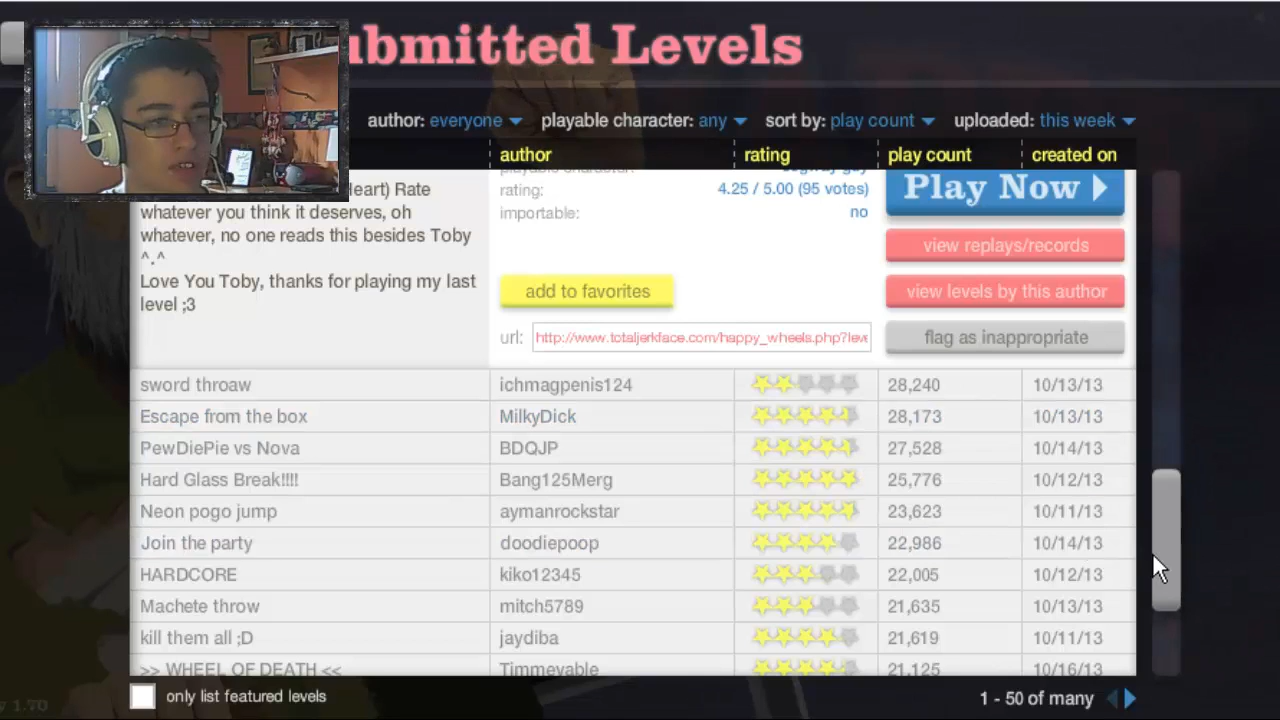 ubmitted Levels
author: everyone playable character: any sort by: play count uploaded: this week
author rating play count created on
Heart) Rate
whatever you think it deserves, oh
whatever, no one reads this besides Toby
^.^
Love You Toby, thanks for playing my last
level ;3
playable character: segway guy
rating: 4.25 / 5.00 (95 votes)
importable: no
add to favorites
url: http://www.totaljerkface.com/happy_wheels.php?leve
Play Now
view replays/records
view levels by this author
flag as inappropriate
sword throaw ichmagpenis124 28,240 10/13/13
Escape from the box MilkyDick 28,173 10/13/13
PewDiePie vs Nova BDQJP 27,528 10/14/13
Hard Glass Break!!!! Bang125Merg 25,776 10/12/13
Neon pogo jump aymanrockstar 23,623 10/11/13
Join the party doodiepoop 22,986 10/14/13
HARDCORE kiko12345 22,005 10/12/13
Machete throw mitch5789 21,635 10/13/13
kill them all ;D jaydiba 21,619 10/11/13
>> WHEEL OF DEATH << Timmeyable 21,125 10/16/13
only list featured levels
1 - 50 of many
v 1.70